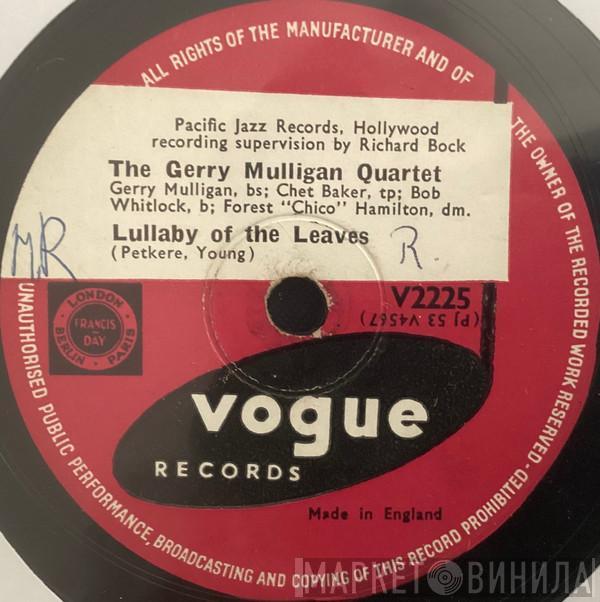 ALL RIGHTS OF THE MANUFACTURER AND OF THE OWNER OF THE RECORDED WORK RESERVED - UNAUTHORISED PUBLIC PERFORMANCE, BROADCASTING AND COPYING OF THIS RECORD PROHIBITED -
Pacific Jazz Records, Hollywood
recording supervision by Richard Bock
The Gerry Mulligan Quartet
Gerry Mulligan, bs; Chet Baker, tp; Bob
Whitlock, b; Forest "Chico" Hamilton, dm.
Lullaby of the Leaves
(Petkere, Young)
R.
V2225
(PJ 53 V4567)
LONDON
FRANCIS - DAY
BERLIN · PARIS
vogue
RECORDS
Made in England
МАРКЕТ ВИНИЛА